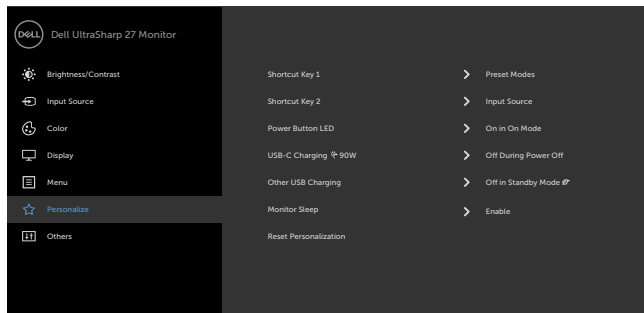 DELL Dell UltraSharp 27 Monitor
Brightness/Contrast
Input Source
Color
Display
Menu
Personalize
Others
Shortcut Key 1 Preset Modes
Shortcut Key 2 Input Source
Power Button LED On in On Mode
USB-C Charging 90W Off During Power Off
Other USB Charging Off in Standby Mode
Monitor Sleep Enable
Reset Personalization